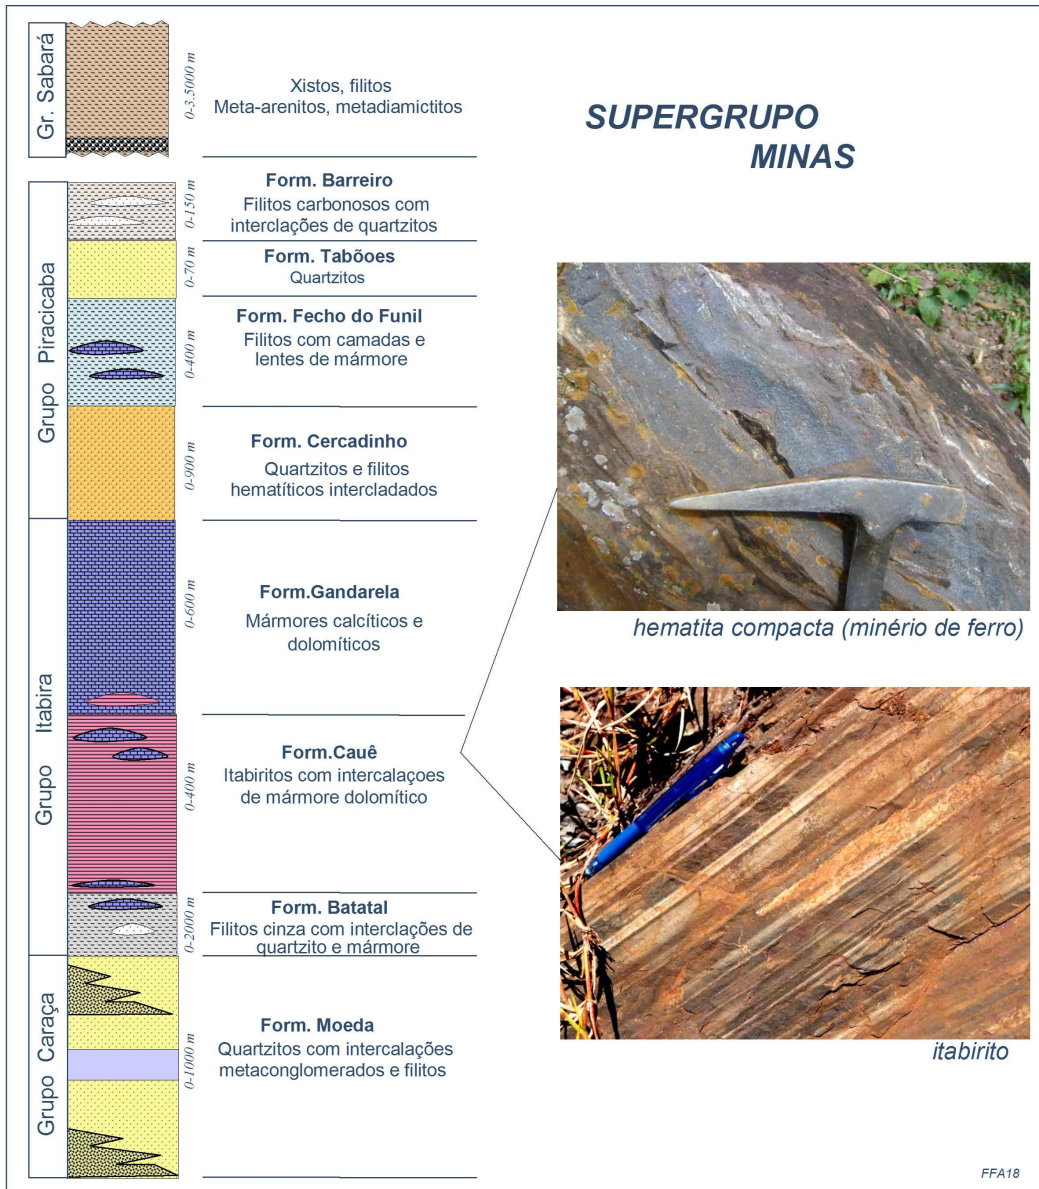 SUPERGRUPO
MINAS
Gr. Sabará
0-3.5000 m
Xistos, filitos
Meta-arenitos, metadiamictitos
Grupo Piracicaba
0-150 m
Form. Barreiro
Filitos carbonosos com
interclações de quartzitos
0-70 m
Form. Tabõoes
Quartzitos
0-400 m
Form. Fecho do Funil
Filitos com camadas e
lentes de mármore
0-900 m
Form. Cercadinho
Quartzitos e filitos
hematíticos intercladados
Grupo Itabira
0-600 m
Form.Gandarela
Mármores calcíticos e
dolomíticos
0-400 m
Form.Cauê
Itabiritos com intercalaçoes
de mármore dolomítico
0-2000 m
Form. Batatal
Filitos cinza com interclações de
quartzito e mármore
Grupo Caraça
0-1000 m
Form. Moeda
Quartzitos com intercalações
metaconglomerados e filitos
hematita compacta (minério de ferro)
itabirito
FFA18